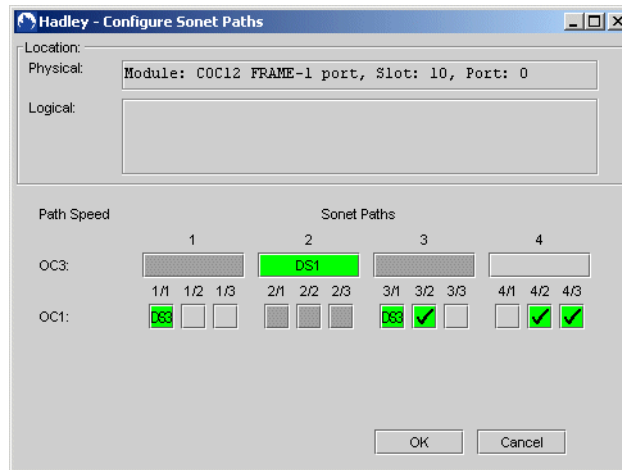 Hadley - Configure Sonet Paths
Location:
Physical: Module: COC12 FRAME-1 port, Slot: 10, Port: 0
Logical:
Path Speed Sonet Paths
1 2 3 4
OC3: DS1
1/1 1/2 1/3 2/1 2/2 2/3 3/1 3/2 3/3 4/1 4/2 4/3
OC1: DS3 DS3
OK Cancel